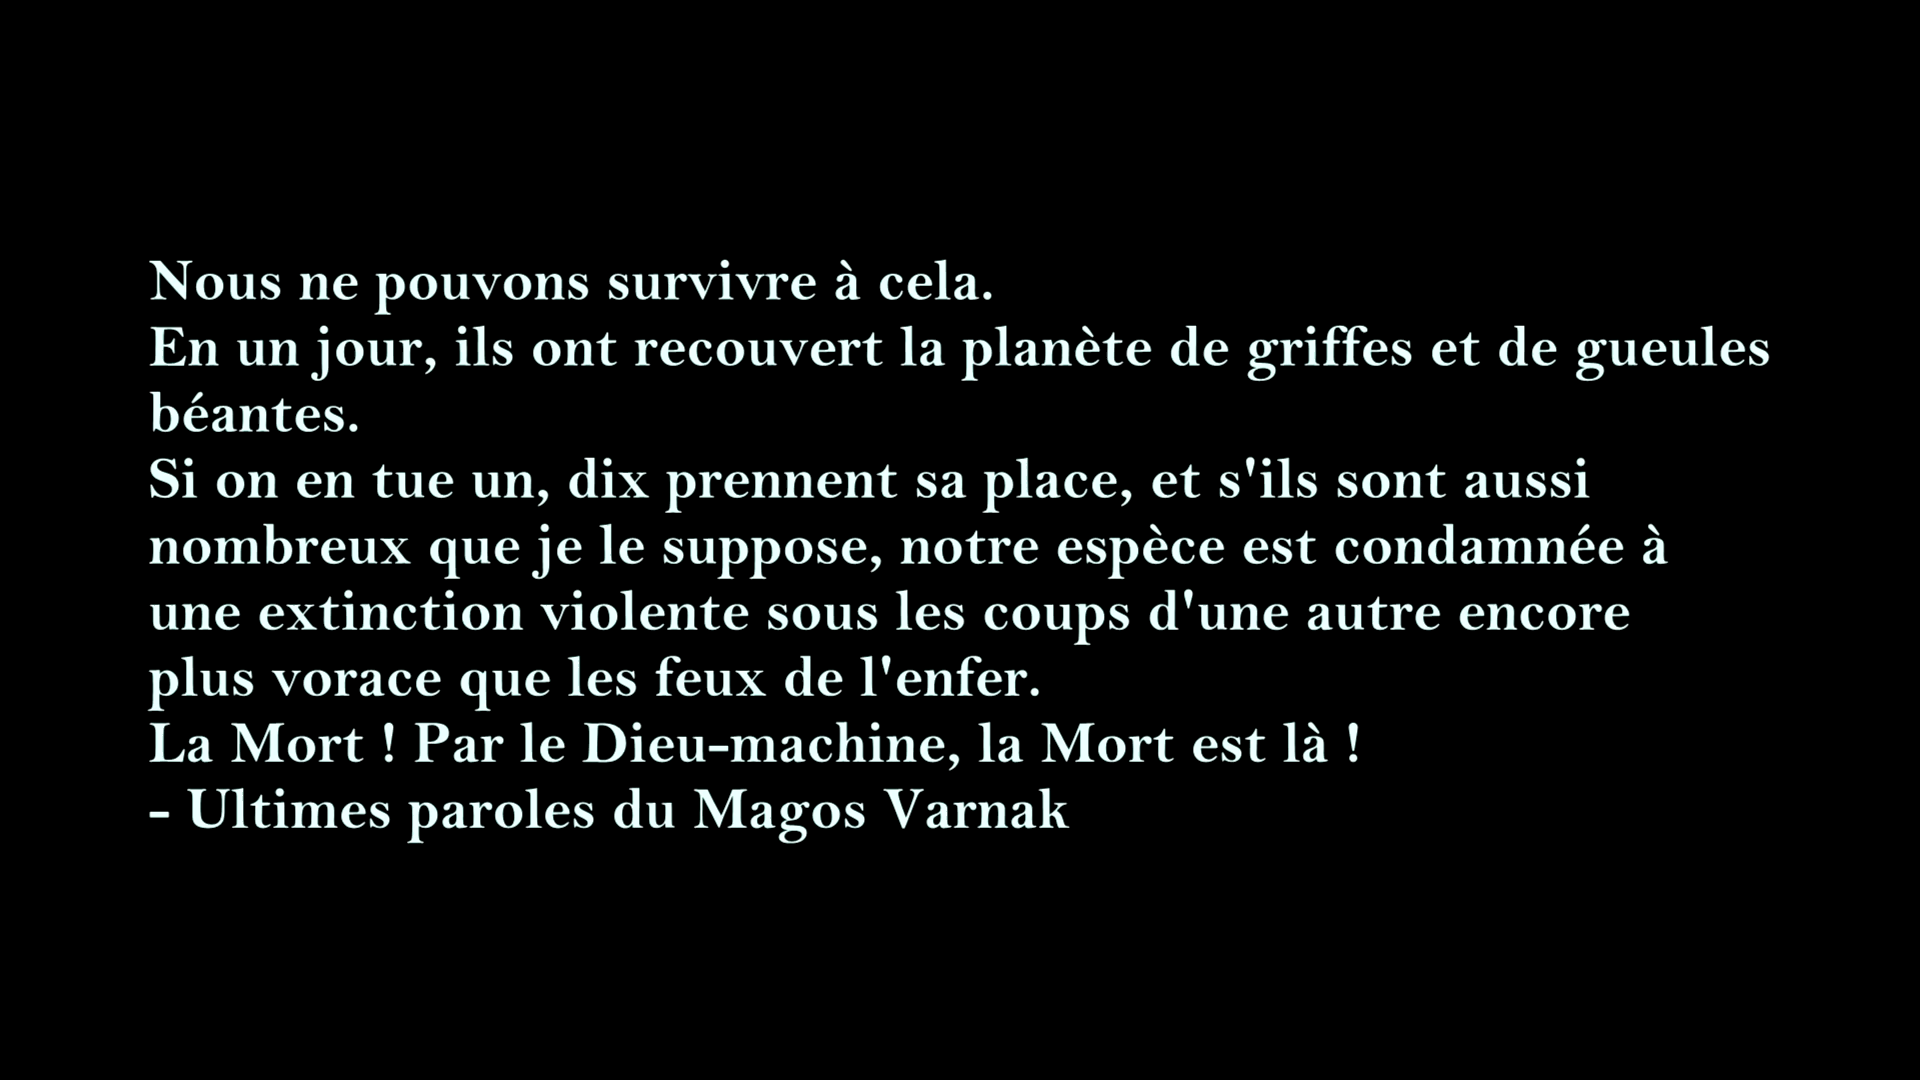 Nous ne pouvons survivre à cela.
En un jour, ils ont recouvert la planète de griffes et de gueules
béantes.
Si on en tue un, dix prennent sa place, et s'ils sont aussi
nombreux que je le suppose, notre espèce est condamnée à
une extinction violente sous les coups d'une autre encore
plus vorace que les feux de l'enfer.
La Mort ! Par le Dieu-machine, la Mort est là !
- Ultimes paroles du Magos Varnak